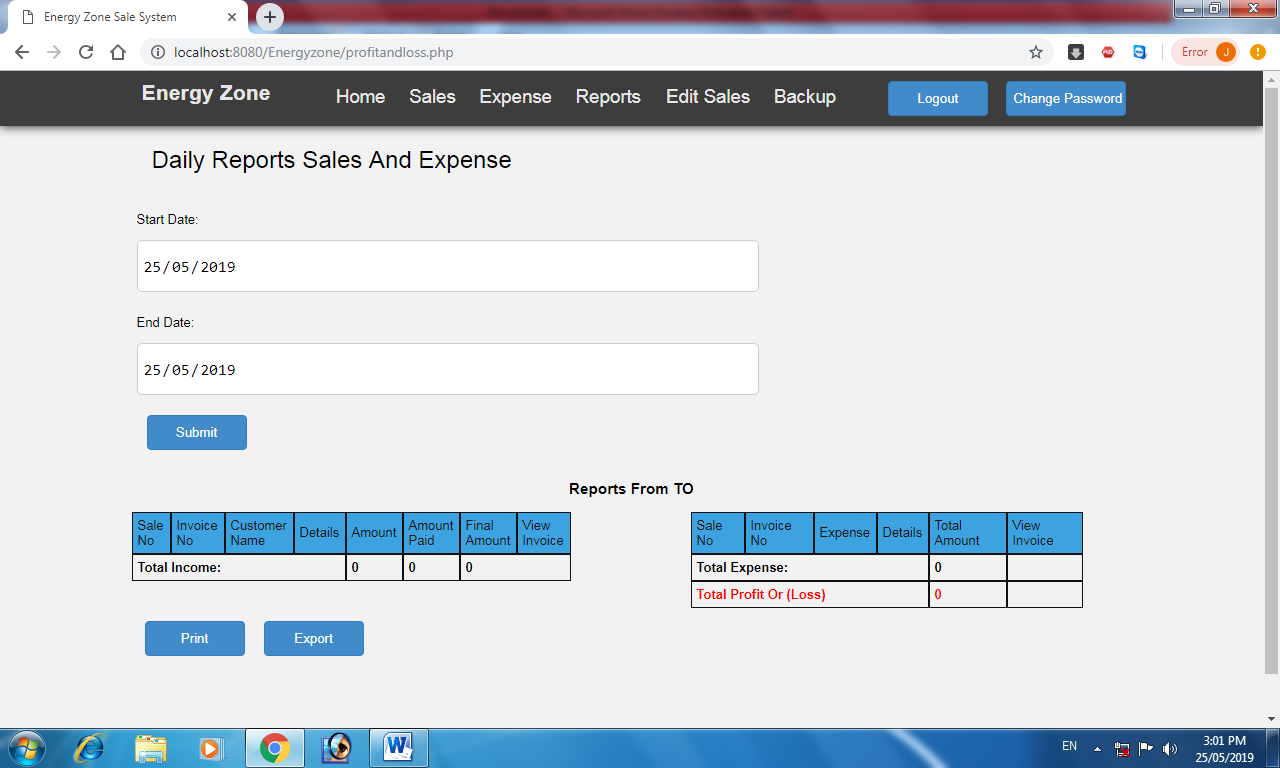 Energy Zone Sale System
localhost:8080/Energyzone/profitandloss.php
Error J
Energy Zone Home Sales Expense Reports Edit Sales Backup Logout Change Password
Daily Reports Sales And Expense
Start Date:
25/05/2019
End Date:
25/05/2019
Submit
Reports From TO
Sale No Invoice No Customer Name Details Amount Amount Paid Final Amount View Invoice
Total Income: 0 0 0
Sale No Invoice No Expense Details Total Amount View Invoice
Total Expense: 0
Total Profit Or (Loss) 0
Print Export
EN 3:01 PM
25/05/2019